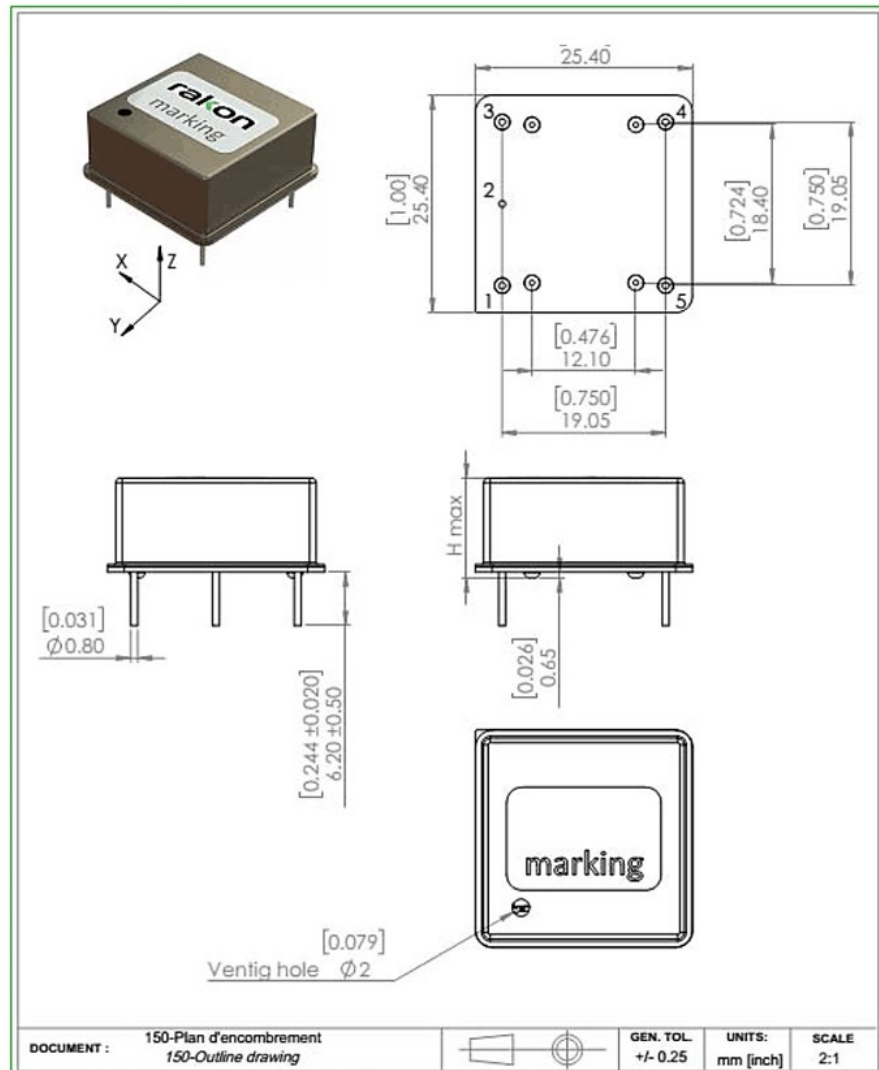 rakon
marking
X
Z
Y
25.40
3
4
2
1
5
[1.00]
25.40
[0.724]
18.40
[0.750]
19.05
[0.476]
12.10
[0.750]
19.05
[0.031]
Ø0.80
[0.244 ±0.020]
6.20 ±0.50
H max
[0.026]
0.65
marking
[0.079]
Ventig hole Ø2
DOCUMENT :
150-Plan d'encombrement
150-Outline drawing
GEN. TOL.
+/- 0.25
UNITS:
mm [inch]
SCALE
2:1